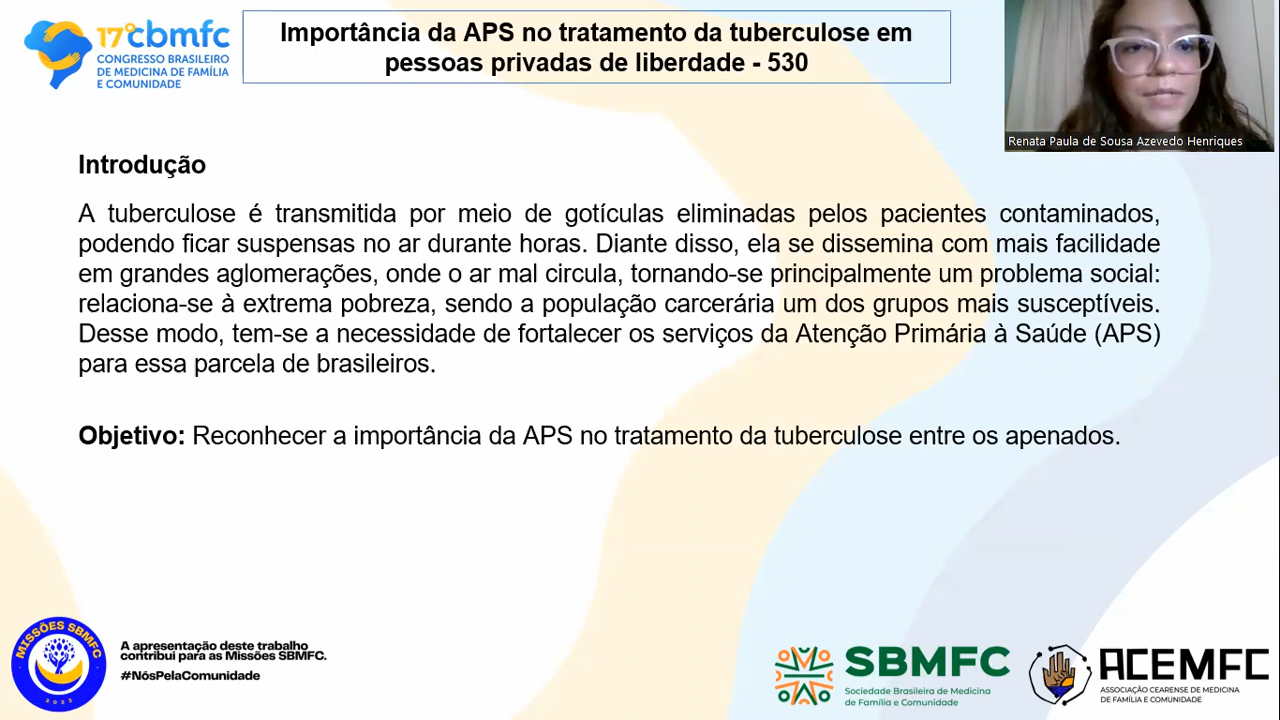 17º cbmfc
CONGRESSO BRASILEIRO
DE MEDICINA DE FAMÍLIA
E COMUNIDADE
Importância da APS no tratamento da tuberculose em
pessoas privadas de liberdade - 530
Renata Paula de Sousa Azevedo Henriques
Introdução
A tuberculose é transmitida por meio de gotículas eliminadas pelos pacientes contaminados,
podendo ficar suspensas no ar durante horas. Diante disso, ela se dissemina com mais facilidade
em grandes aglomerações, onde o ar mal circula, tornando-se principalmente um problema social:
relaciona-se à extrema pobreza, sendo a população carcerária um dos grupos mais susceptíveis.
Desse modo, tem-se a necessidade de fortalecer os serviços da Atenção Primária à Saúde (APS)
para essa parcela de brasileiros.
Objetivo: Reconhecer a importância da APS no tratamento da tuberculose entre os apenados.
MISSÕES SBMFC
2023
A apresentação deste trabalho
contribui para as Missões SBMFC.
#NósPelaComunidade
SBMFC
Sociedade Brasileira de Medicina
de Família e Comunidade
ACEMFC
ASSOCIAÇÃO CEARENSE DE MEDICINA
DE FAMÍLIA E COMUNIDADE